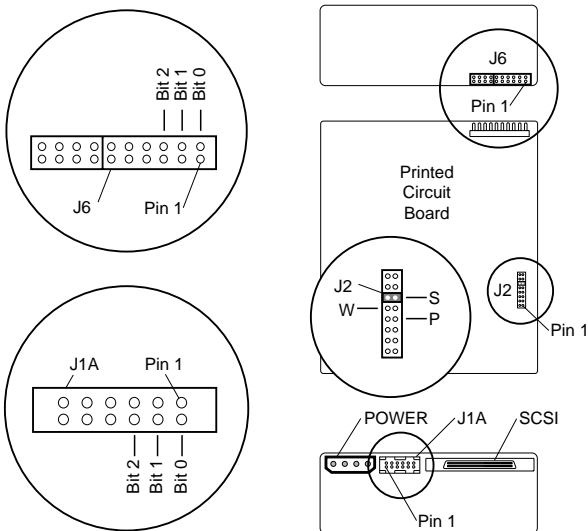 Bit 2
Bit 1
Bit 0
J6
Pin 1
J6
Pin 1
Printed
Circuit
Board
J2
W
S
P
J2
Pin 1
J1A
Pin 1
Bit 2
Bit 1
Bit 0
POWER
J1A
SCSI
Pin 1